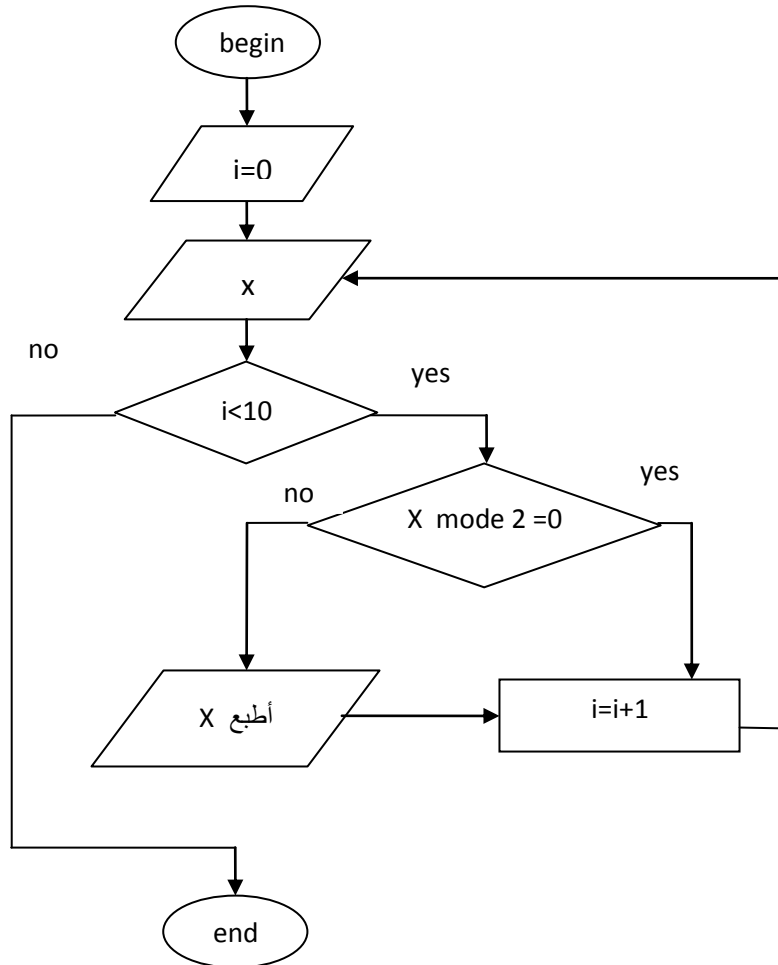 begin
i=0
x
no
yes
i<10
no
yes
X mode 2 =0
أطبع X
i=i+1
end